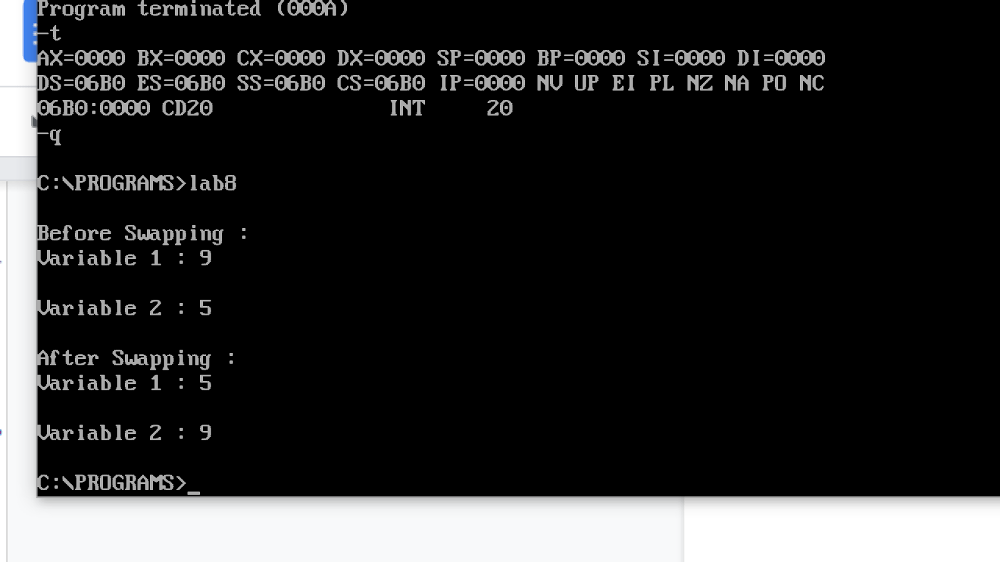 Program terminated (000A)
-t
AX=0000 BX=0000 CX=0000 DX=0000 SP=0000 BP=0000 SI=0000 DI=0000
DS=06B0 ES=06B0 SS=06B0 CS=06B0 IP=0000 NV UP EI PL NZ NA PO NC
06B0:0000 CD20 INT 20
-q
C:\PROGRAMS>lab8
Before Swapping :
Variable 1 : 9
Variable 2 : 5
After Swapping :
Variable 1 : 5
Variable 2 : 9
C:\PROGRAMS>_